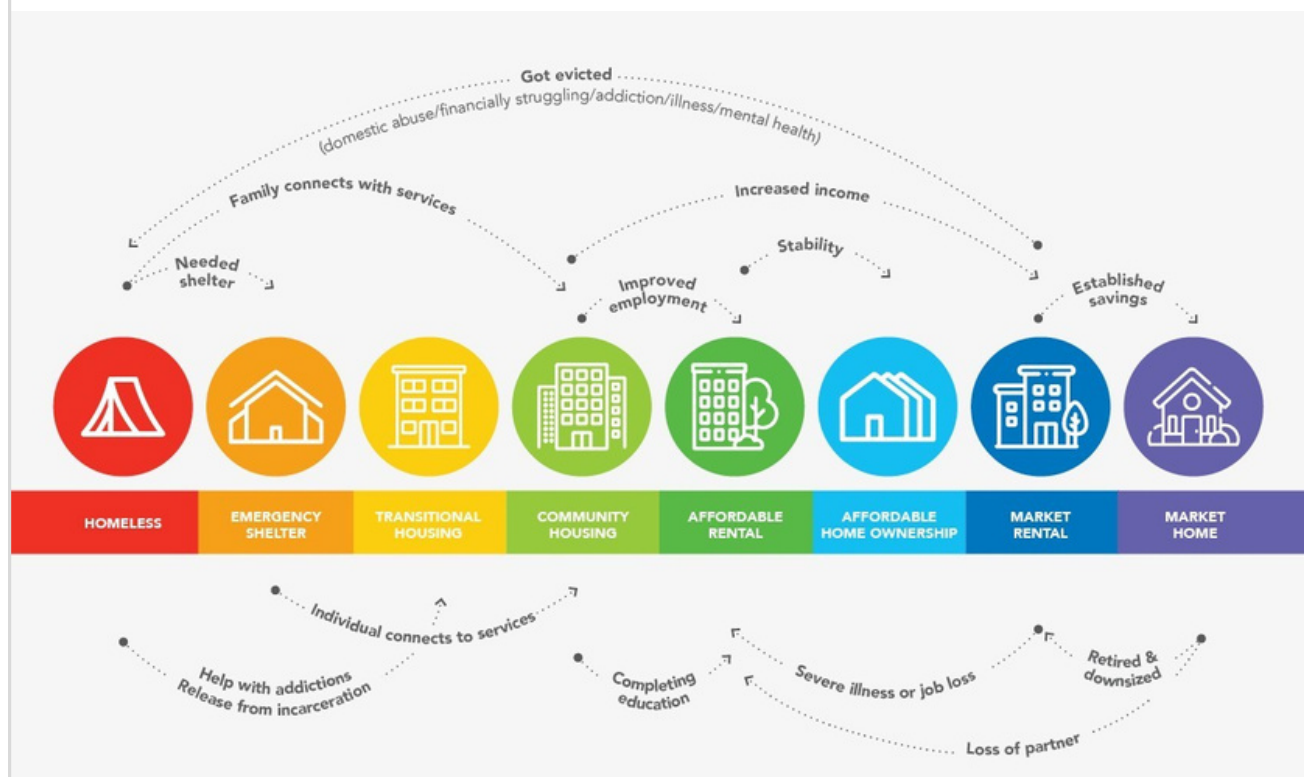 Got evicted
(domestic abuse/financially struggling/addiction/illness/mental health)
Family connects with services
Increased income
Needed
shelter
Stability
Improved
employment
Established
savings
HOMELESS
EMERGENCY
SHELTER
TRANSITIONAL
HOUSING
COMMUNITY
HOUSING
AFFORDABLE
RENTAL
AFFORDABLE
HOME OWNERSHIP
MARKET
RENTAL
MARKET
HOME
Individual connects to services
Help with addictions
Release from incarceration
Completing
education
Severe illness or job loss
Retired &
downsized
Loss of partner